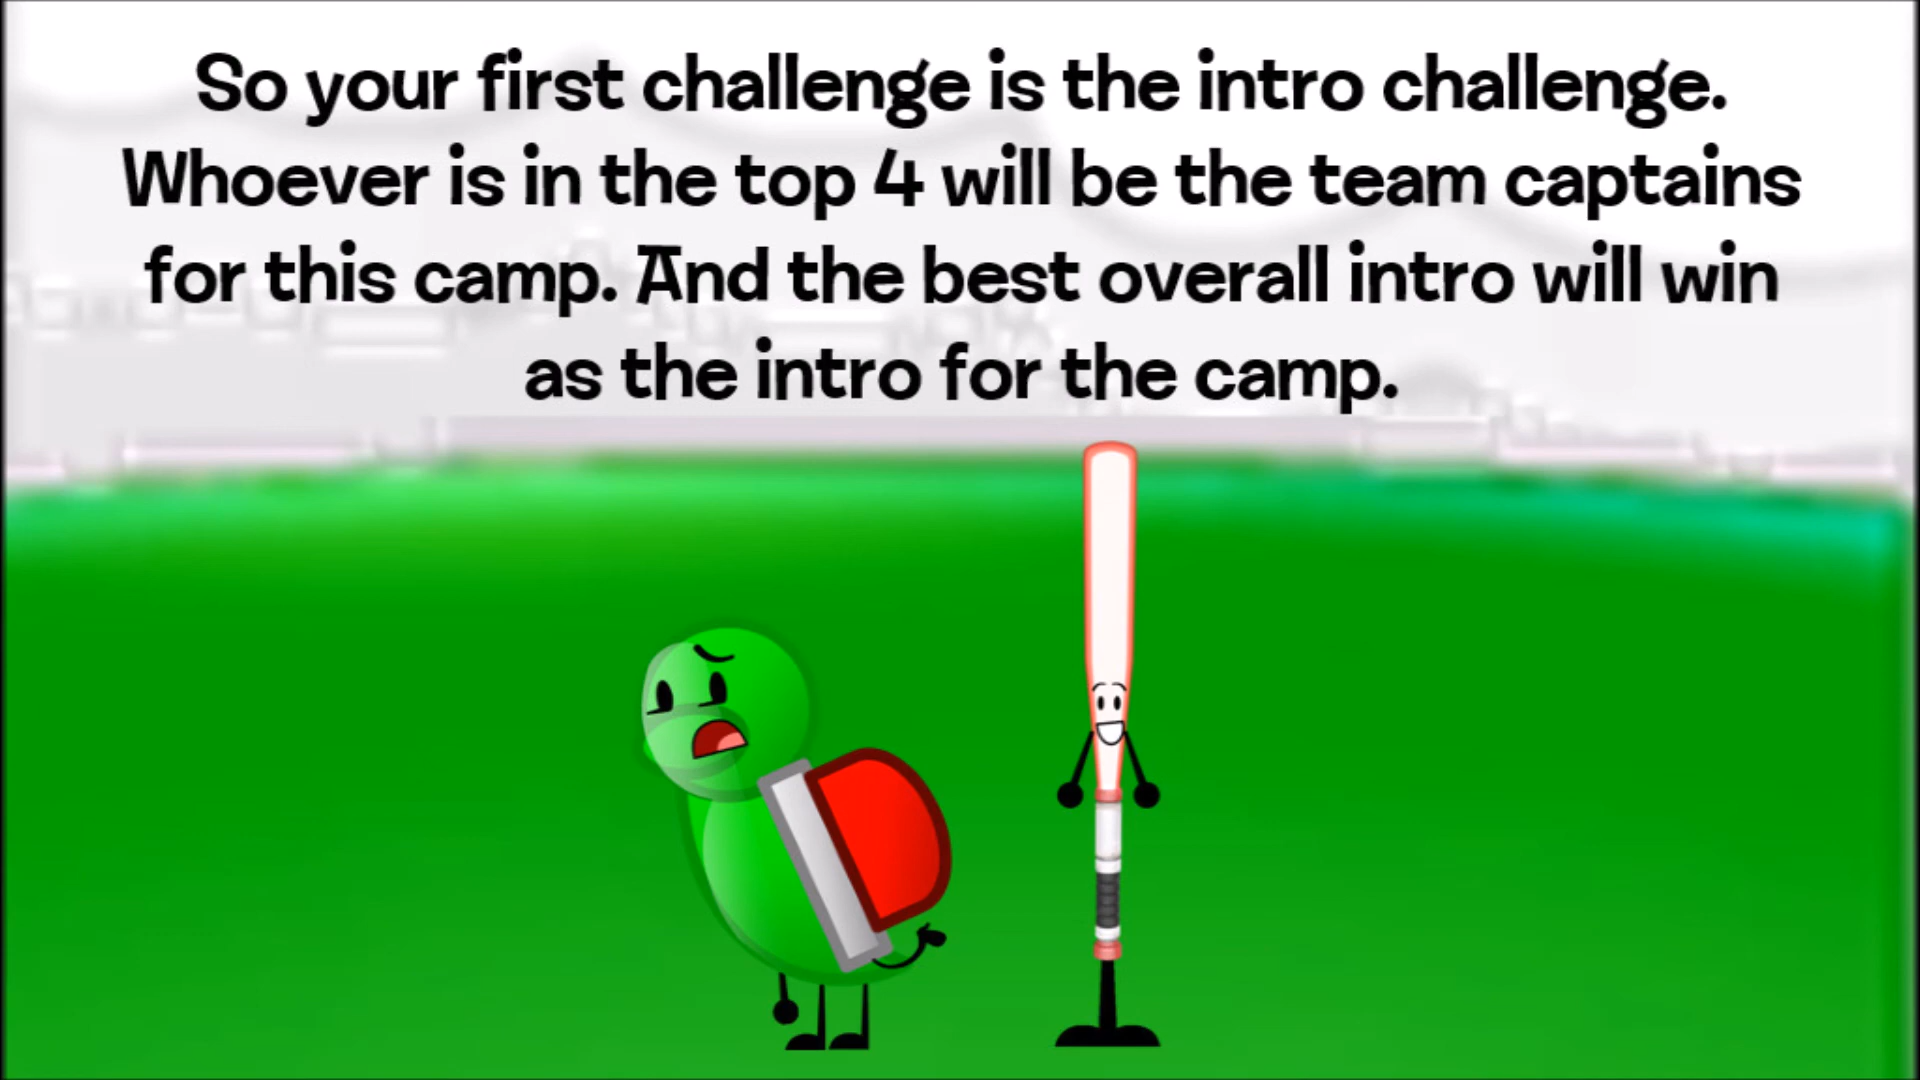 So your first challenge is the intro challenge.
Whoever is in the top 4 will be the team captains
for this camp. And the best overall intro will win
as the intro for the camp.